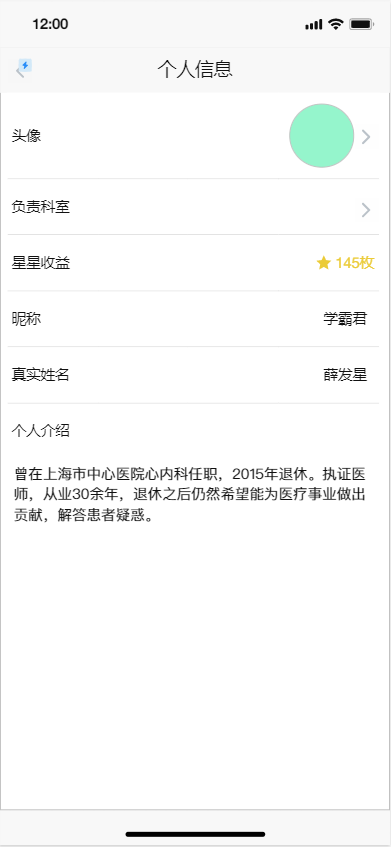 12:00
个人信息
头像
负责科室
星星收益
145枚
昵称
学霸君
真实姓名
薛发星
个人介绍
曾在上海市中心医院心内科任职，2015年退休。执证医
师，从业30余年，退休之后仍然希望能为医疗事业做出
贡献，解答患者疑惑。